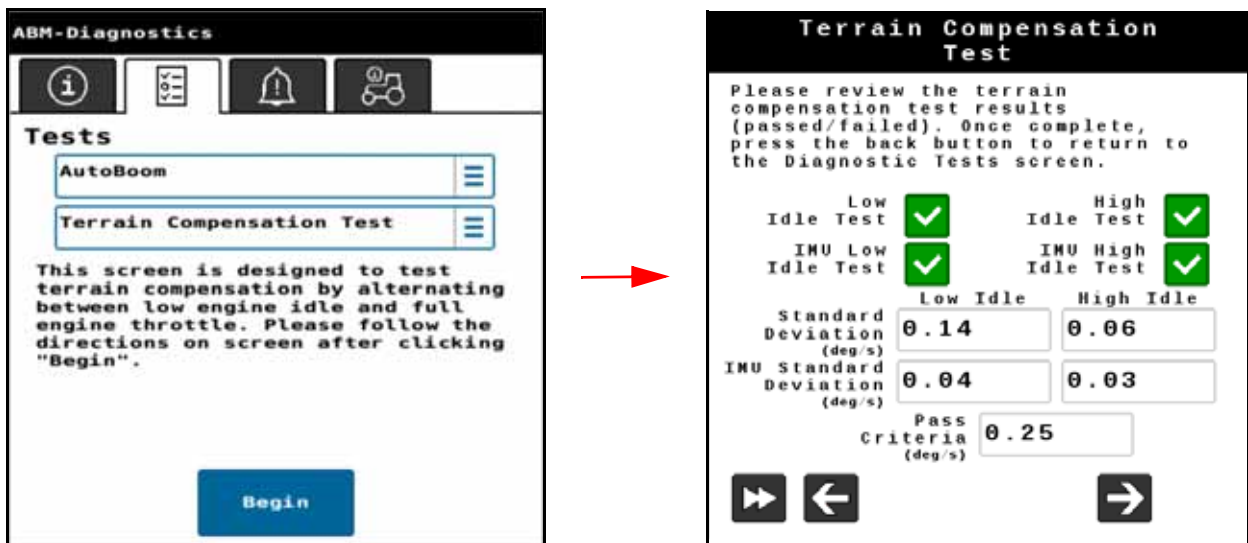 ABM-Diagnostics
Tests
AutoBoom
Terrain Compensation Test
This screen is designed to test
terrain compensation by alternating
between low engine idle and full
engine throttle. Please follow the
directions on screen after clicking
"Begin".
Begin
Terrain Compensation
Test
Please review the terrain
compensation test results
(passed/failed). Once complete,
press the back button to return to
the Diagnostic Tests screen.
Low
Idle Test
High
Idle Test
IMU Low
Idle Test
IMU High
Idle Test
Low Idle
High Idle
Standard
Deviation
(deg/s)
0.14
0.06
IMU Standard
Deviation
(deg/s)
0.04
0.03
Pass
Criteria
(deg/s)
0.25